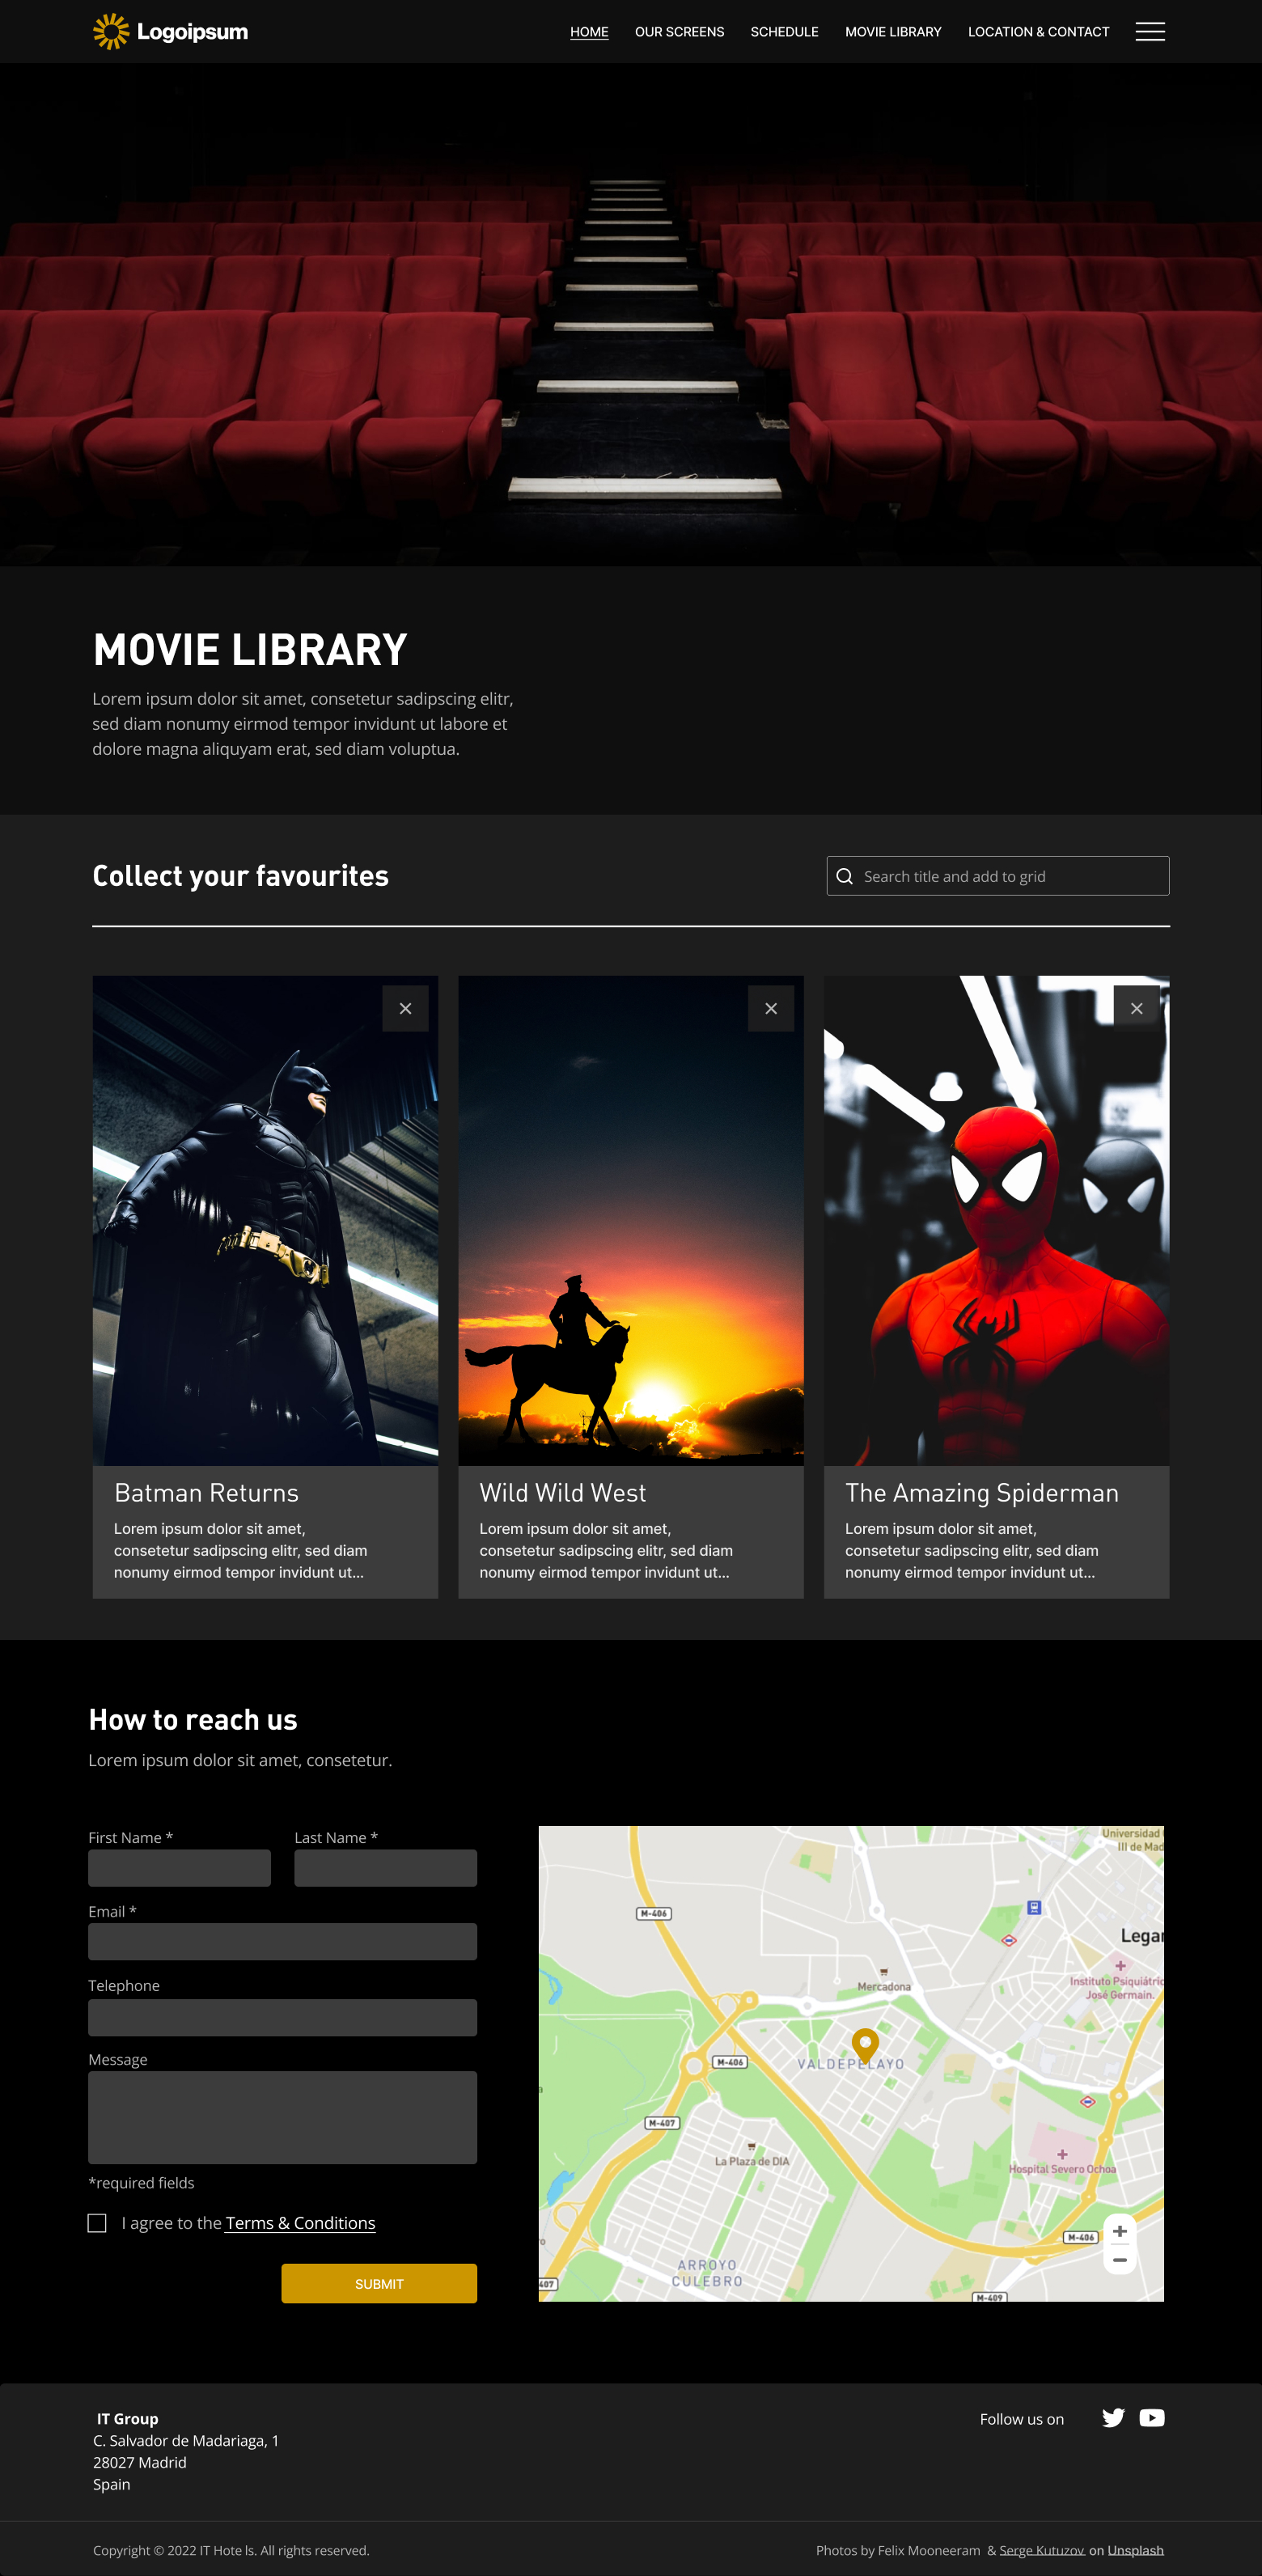 Logoipsum
HOME OUR SCREENS SCHEDULE MOVIE LIBRARY LOCATION & CONTACT
MOVIE LIBRARY
Lorem ipsum dolor sit amet, consetetur sadipscing elitr,
sed diam nonumy eirmod tempor invidunt ut labore et
dolore magna aliquyam erat, sed diam voluptua.
Collect your favourites
Search title and add to grid
Batman Returns
Lorem ipsum dolor sit amet,
consetetur sadipscing elitr, sed diam
nonumy eirmod tempor invidunt ut...
Wild Wild West
Lorem ipsum dolor sit amet,
consetetur sadipscing elitr, sed diam
nonumy eirmod tempor invidunt ut...
The Amazing Spiderman
Lorem ipsum dolor sit amet,
consetetur sadipscing elitr, sed diam
nonumy eirmod tempor invidunt ut...
How to reach us
Lorem ipsum dolor sit amet, consetetur.
First Name * Last Name *
Email *
Telephone
Message
*required fields
I agree to the Terms & Conditions
SUBMIT
Universidad
III de Mad
M-406
Legar
Mercadona
Instituto Psiquiátric
José Germain.
M-406
VALDEPELAYO
M-407
La Plaza de DIA
Hospital Severo Ochoa
M-406
ARROYO
CULEBRO
407
M-409
IT Group
C. Salvador de Madariaga, 1
28027 Madrid
Spain
Follow us on
Copyright © 2022 IT Hote ls. All rights reserved.
Photos by Felix Mooneeram & Serge Kutuzov on Unsplash